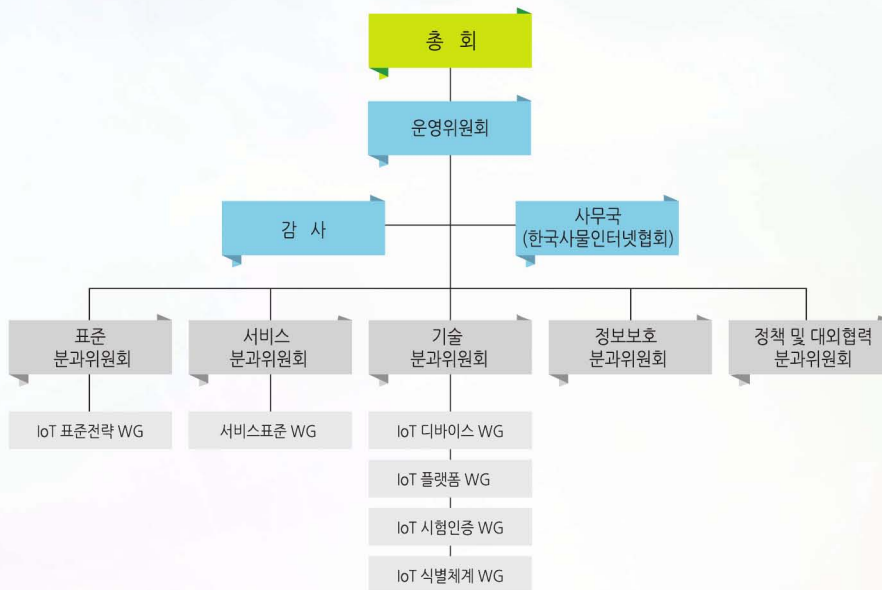 총 회
운영위원회
감 사
사무국
(한국사물인터넷협회)
표준
분과위원회
서비스
분과위원회
기술
분과위원회
정보보호
분과위원회
정책 및 대외협력
분과위원회
IoT 표준전략 WG
서비스표준 WG
IoT 디바이스 WG
IoT 플랫폼 WG
IoT 시험인증 WG
IoT 식별체계 WG